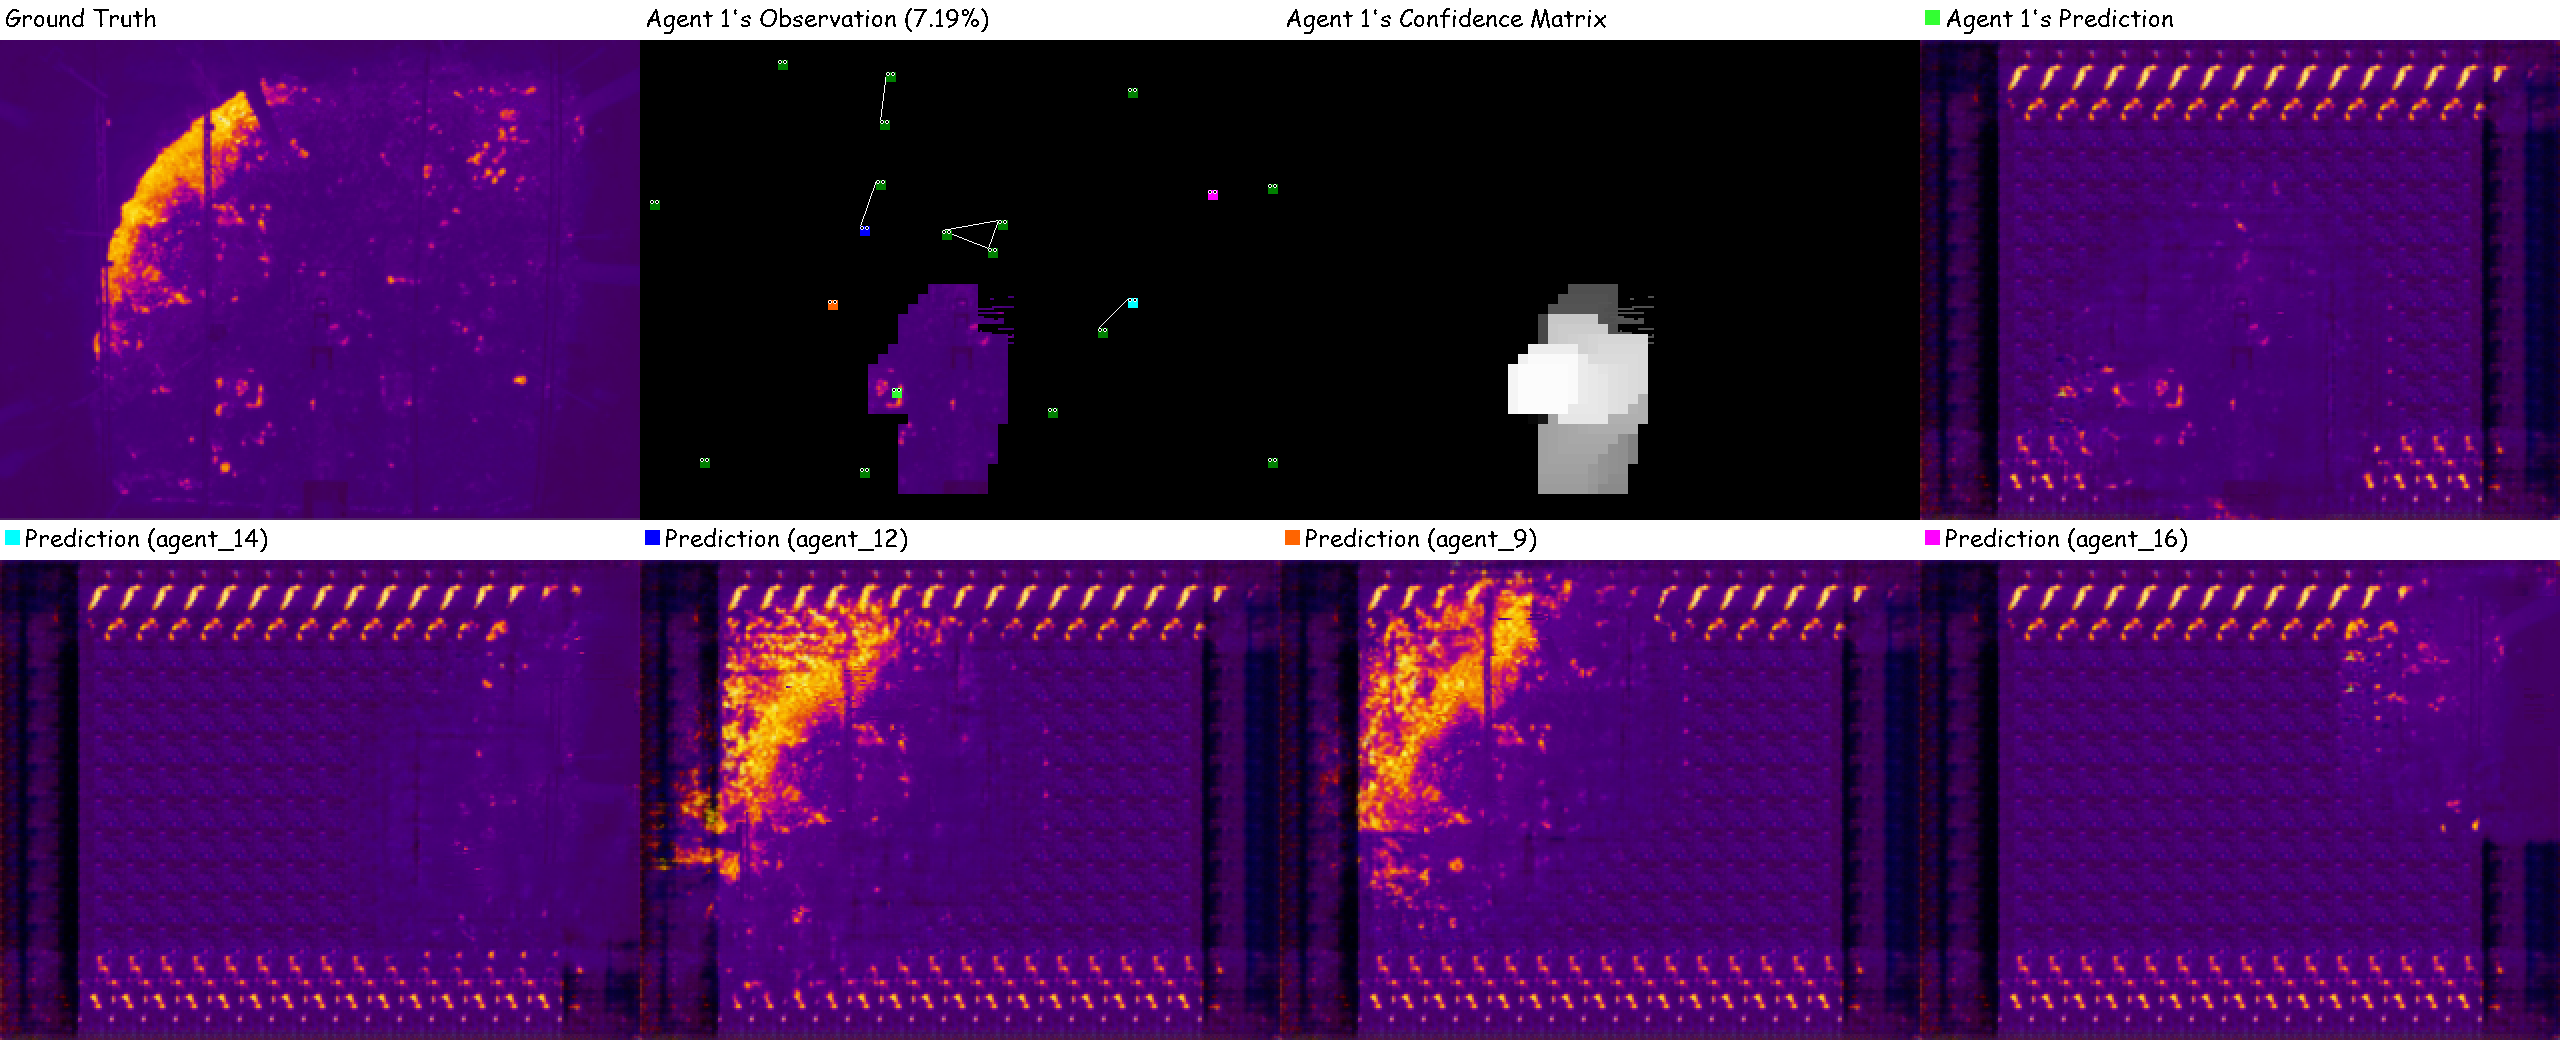 Ground Truth
Agent 1's Observation (7.19%)
Agent 1's Confidence Matrix
Agent 1's Prediction
Prediction (agent_14)
Prediction (agent_12)
Prediction (agent_9)
Prediction (agent_16)